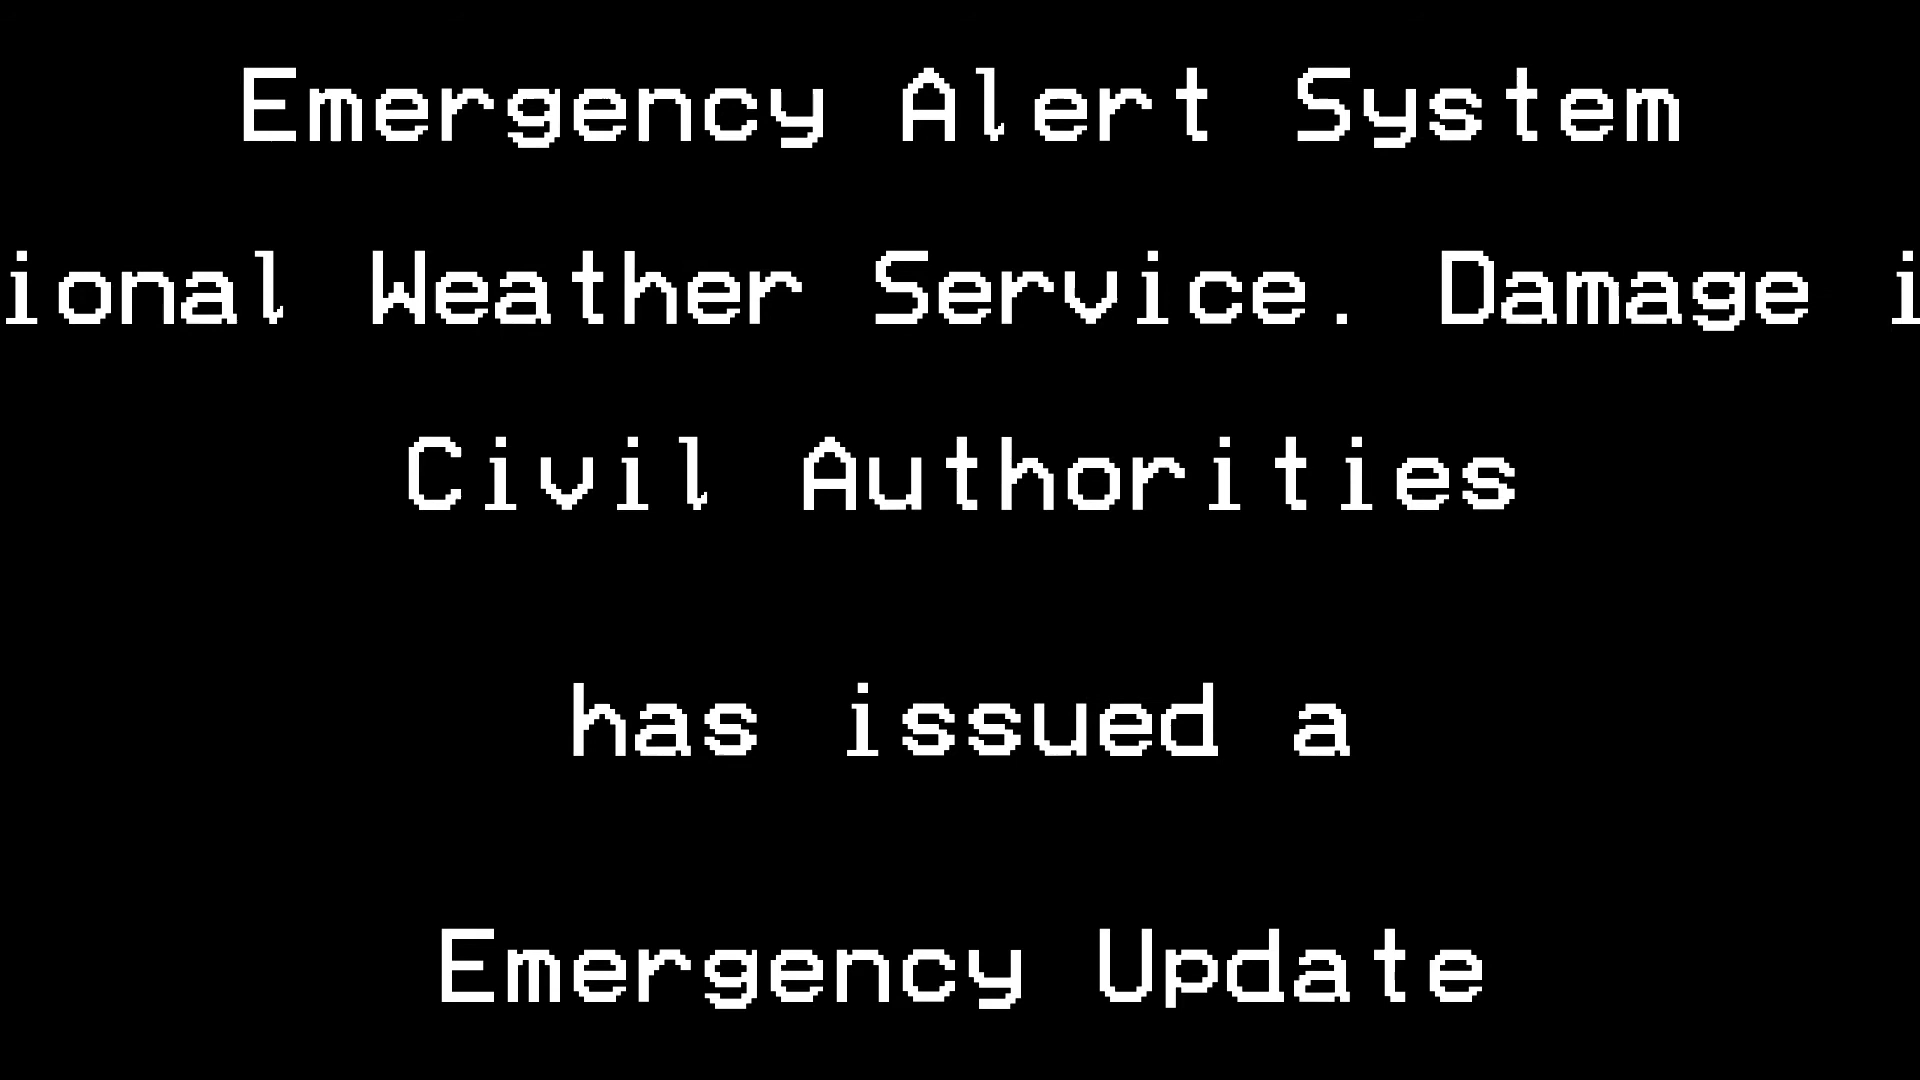 Emergency Alert System
ional Weather Service. Damage i
Civil Authorities
has issued a
Emergency Update